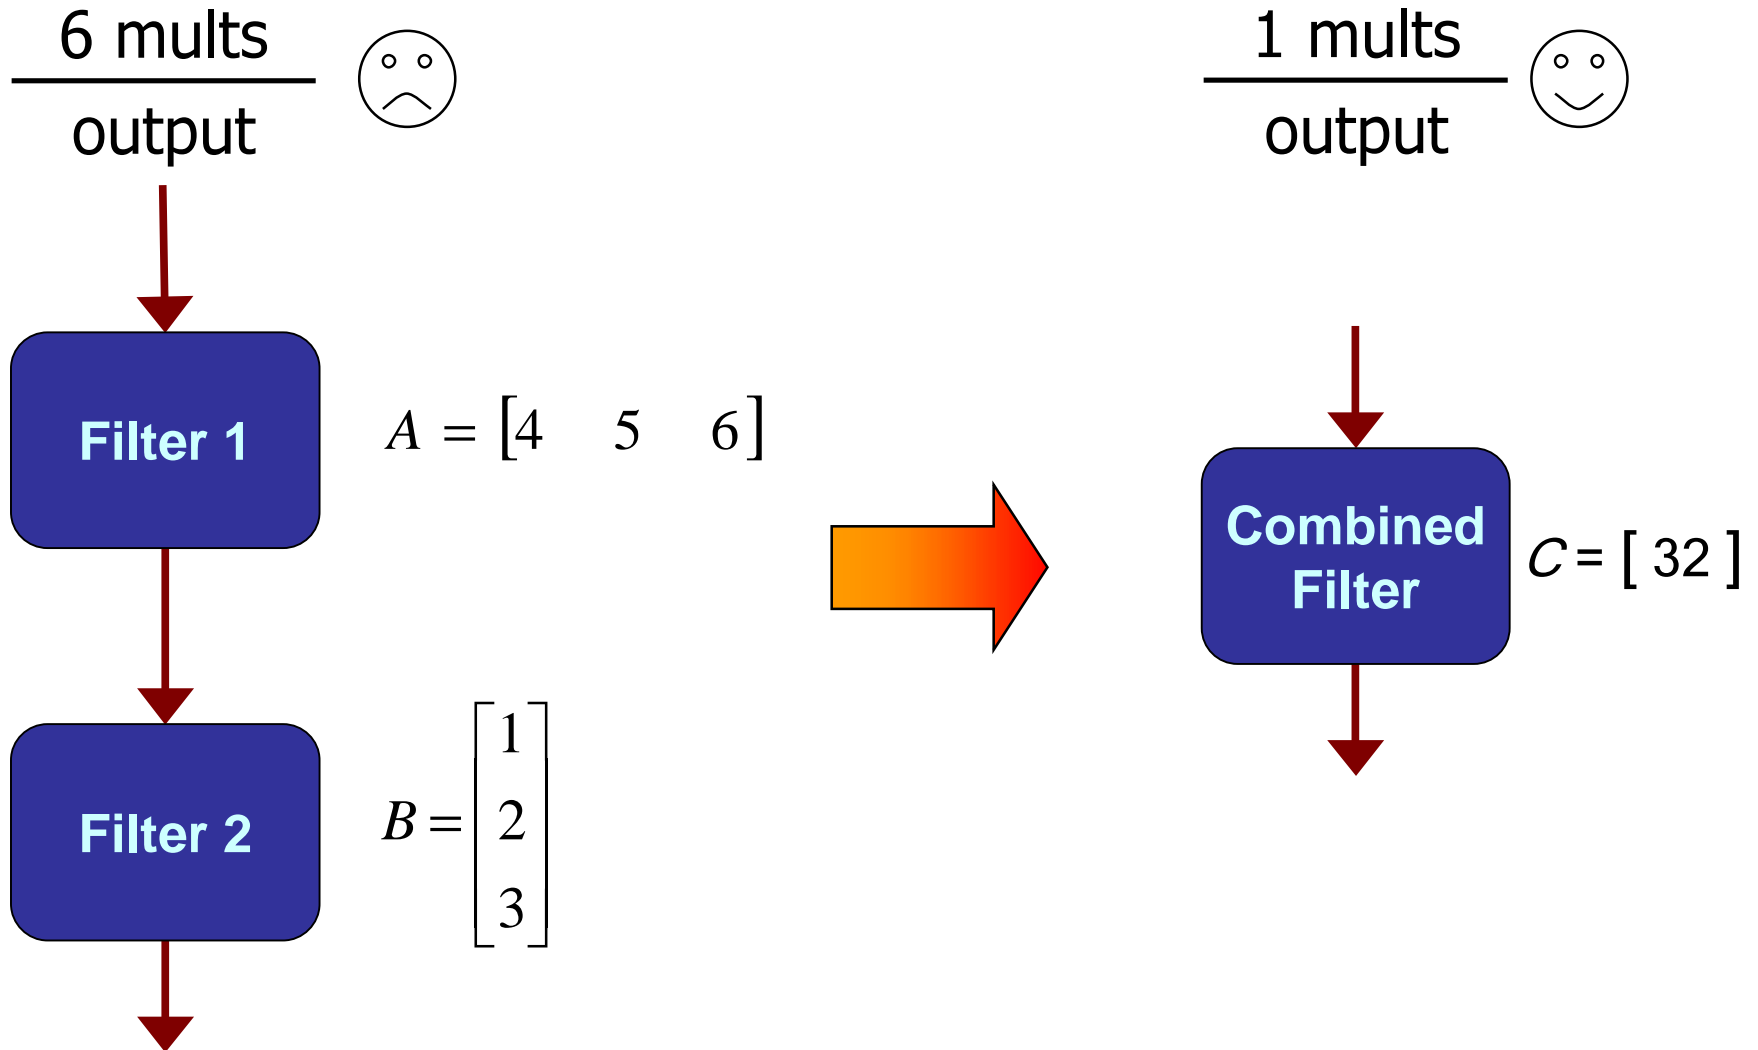 6 mults
output
Filter 1
A = [4 5 6]
Filter 2
B = [1
2
3]
1 mults
output
Combined
Filter
C = [ 32 ]